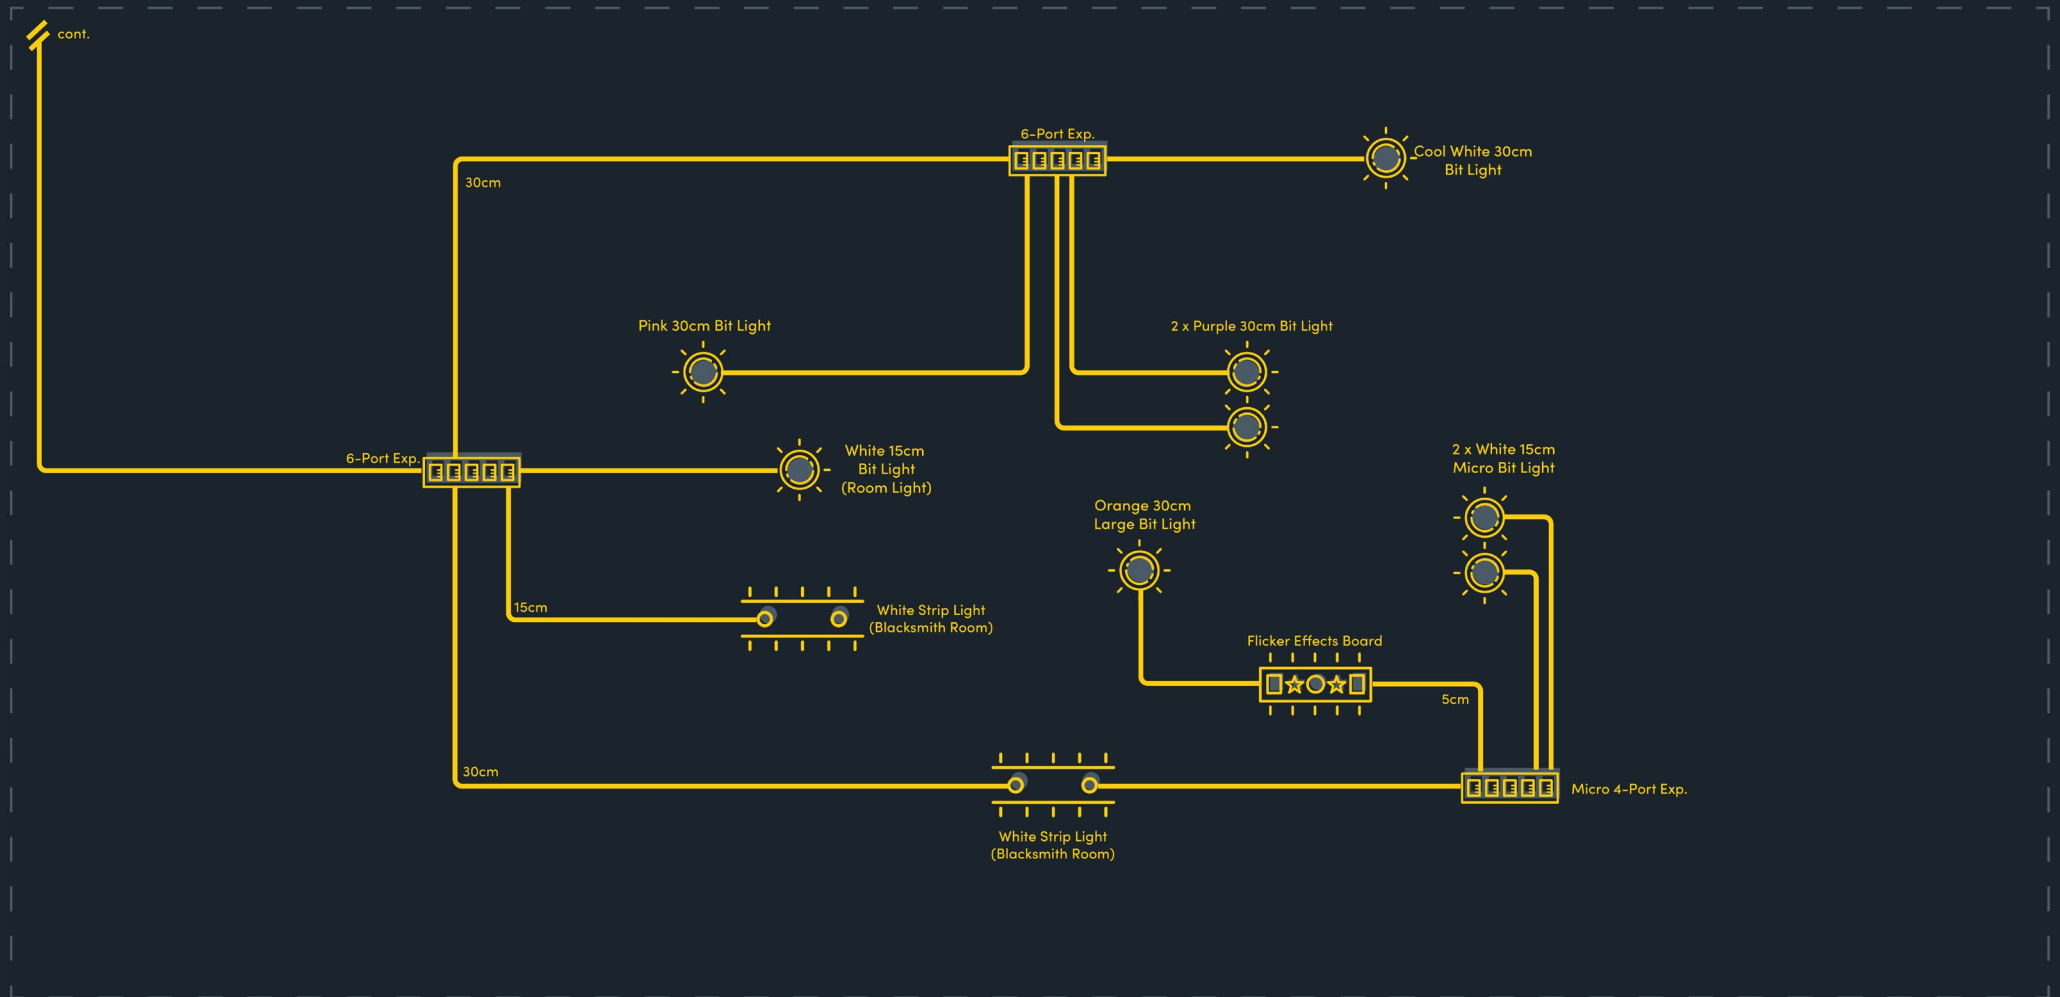 cont.
6-Port Exp.
Cool White 30cm
Bit Light
30cm
Pink 30cm Bit Light
2 x Purple 30cm Bit Light
6-Port Exp.
White 15cm
Bit Light
(Room Light)
2 x White 15cm
Micro Bit Light
Orange 30cm
Large Bit Light
15cm
White Strip Light
(Blacksmith Room)
Flicker Effects Board
5cm
30cm
Micro 4-Port Exp.
White Strip Light
(Blacksmith Room)